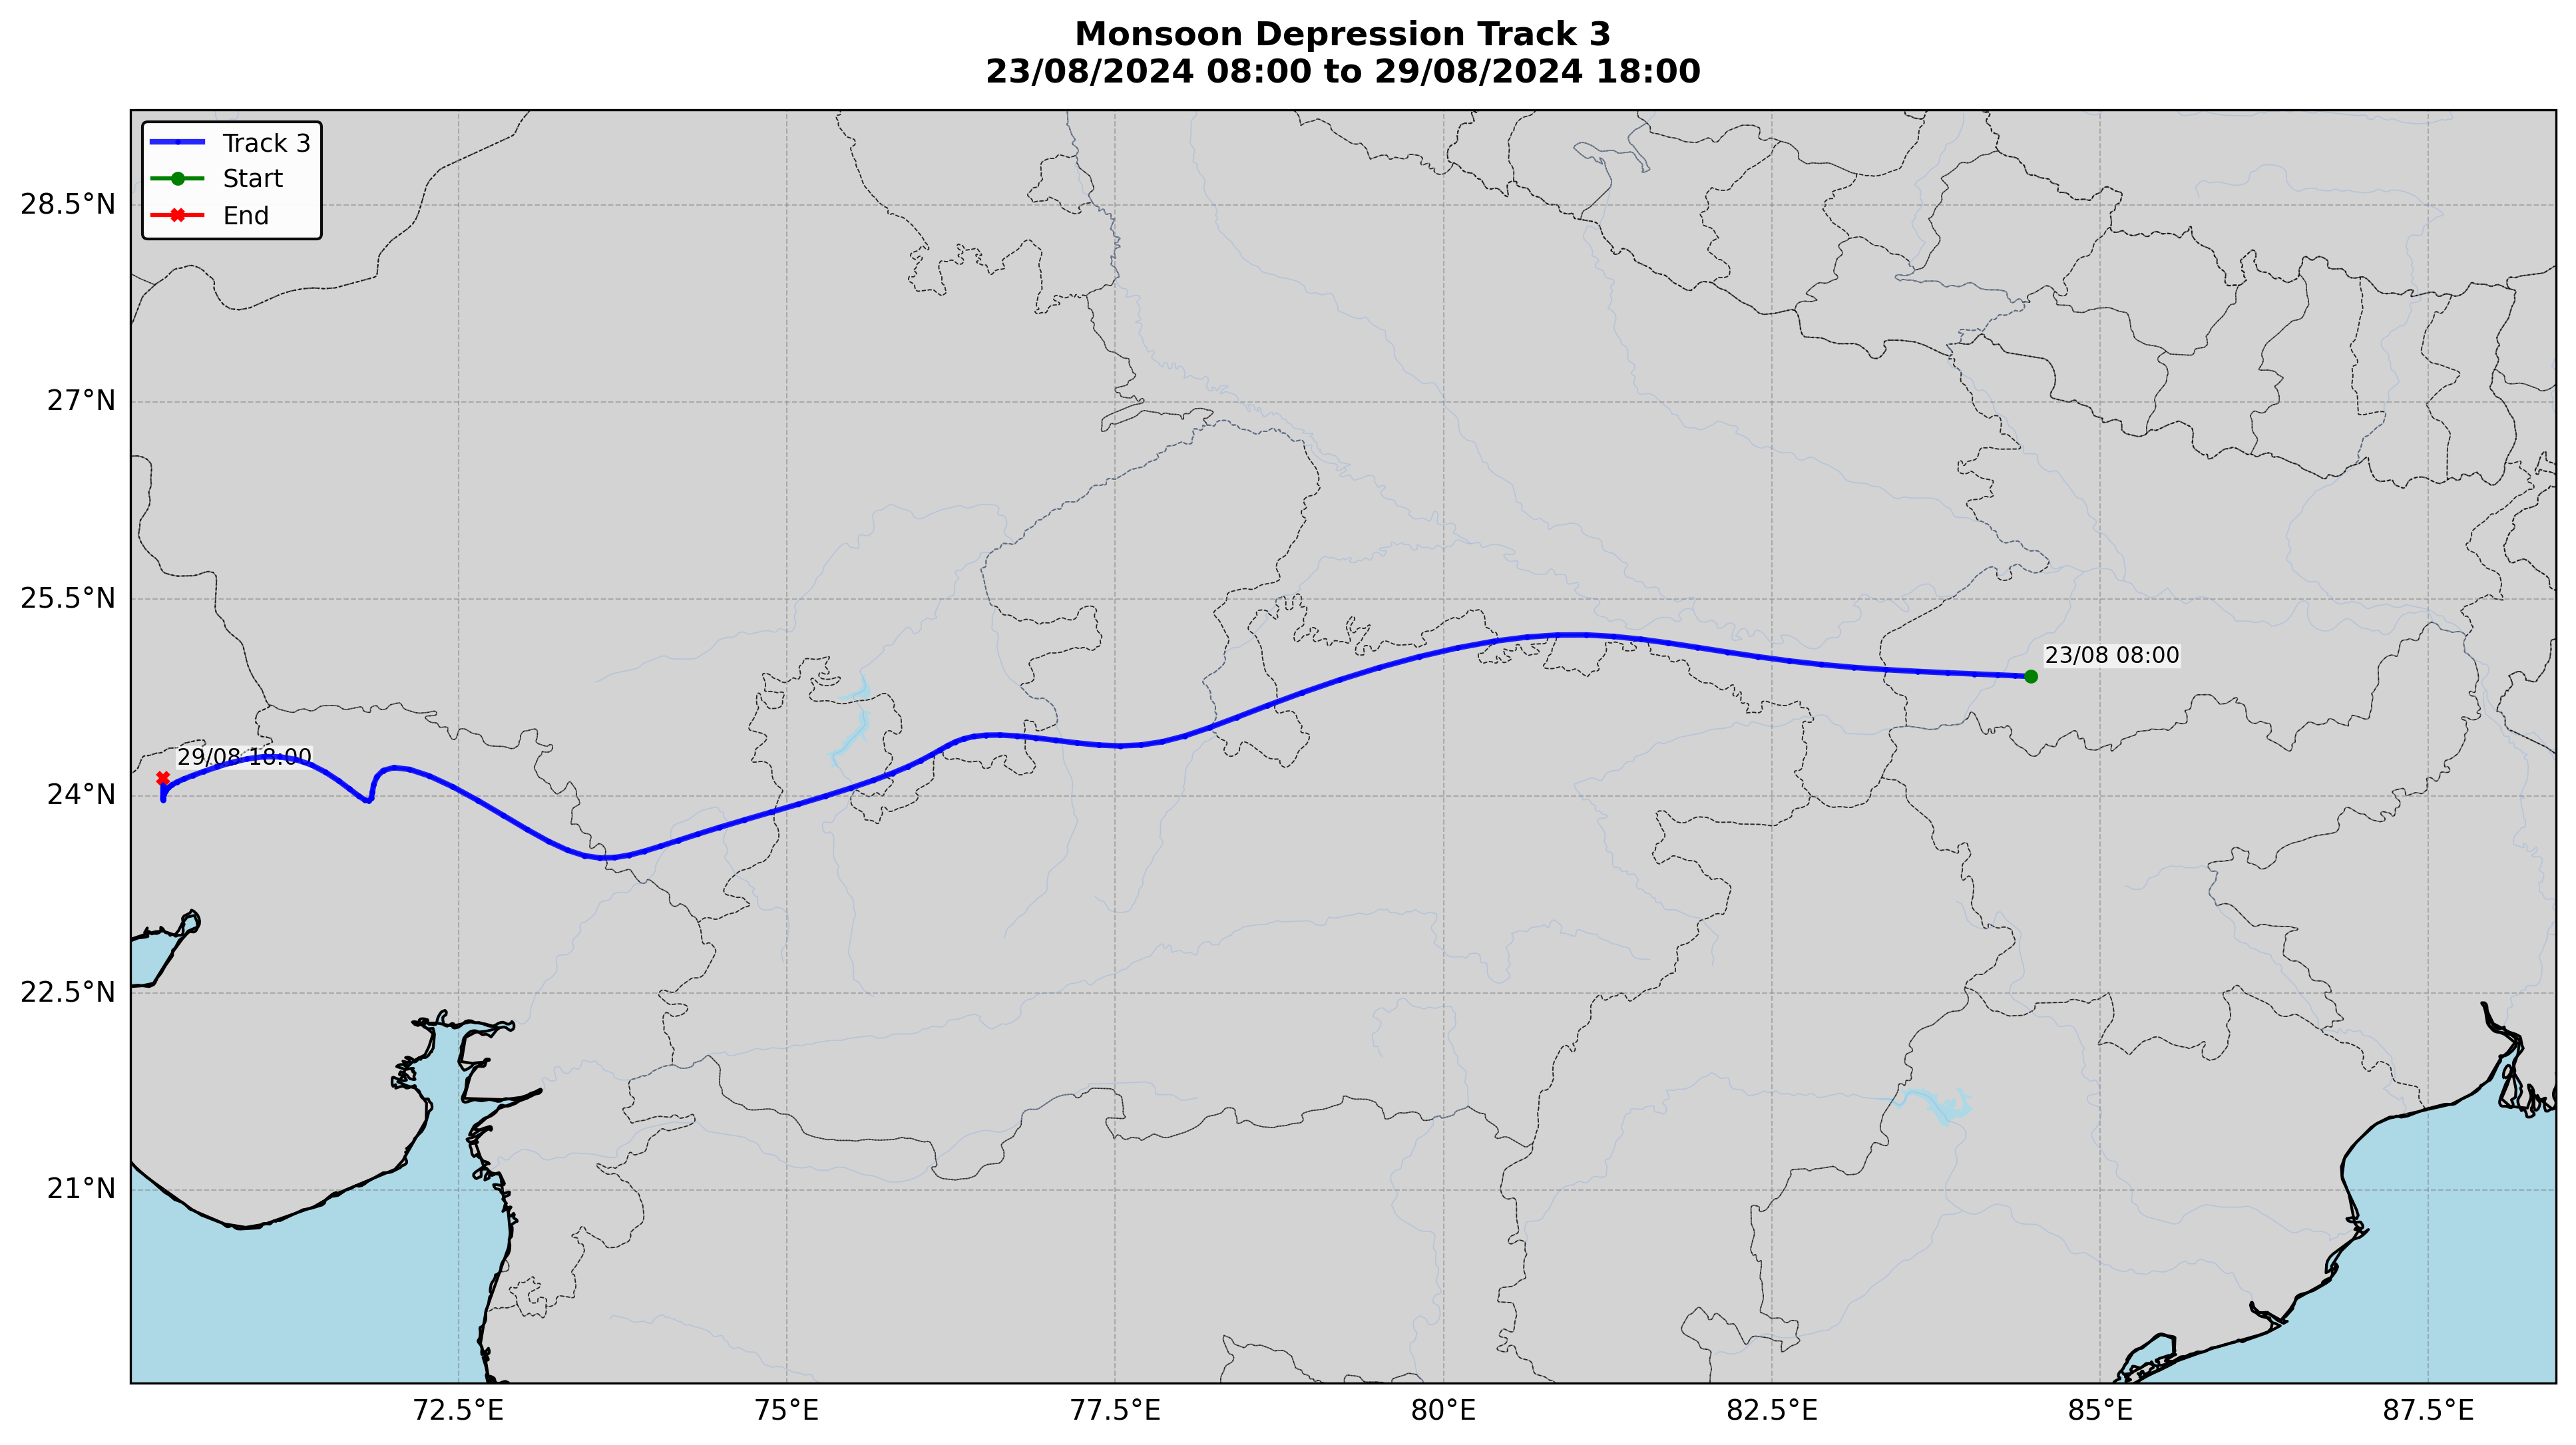 Monsoon Depression Track 3
23/08/2024 08:00 to 29/08/2024 18:00
Track 3
Start
End
28.5°N
27°N
25.5°N
24°N
22.5°N
21°N
23/08 08:00
29/08 18:00
72.5°E
75°E
77.5°E
80°E
82.5°E
85°E
87.5°E